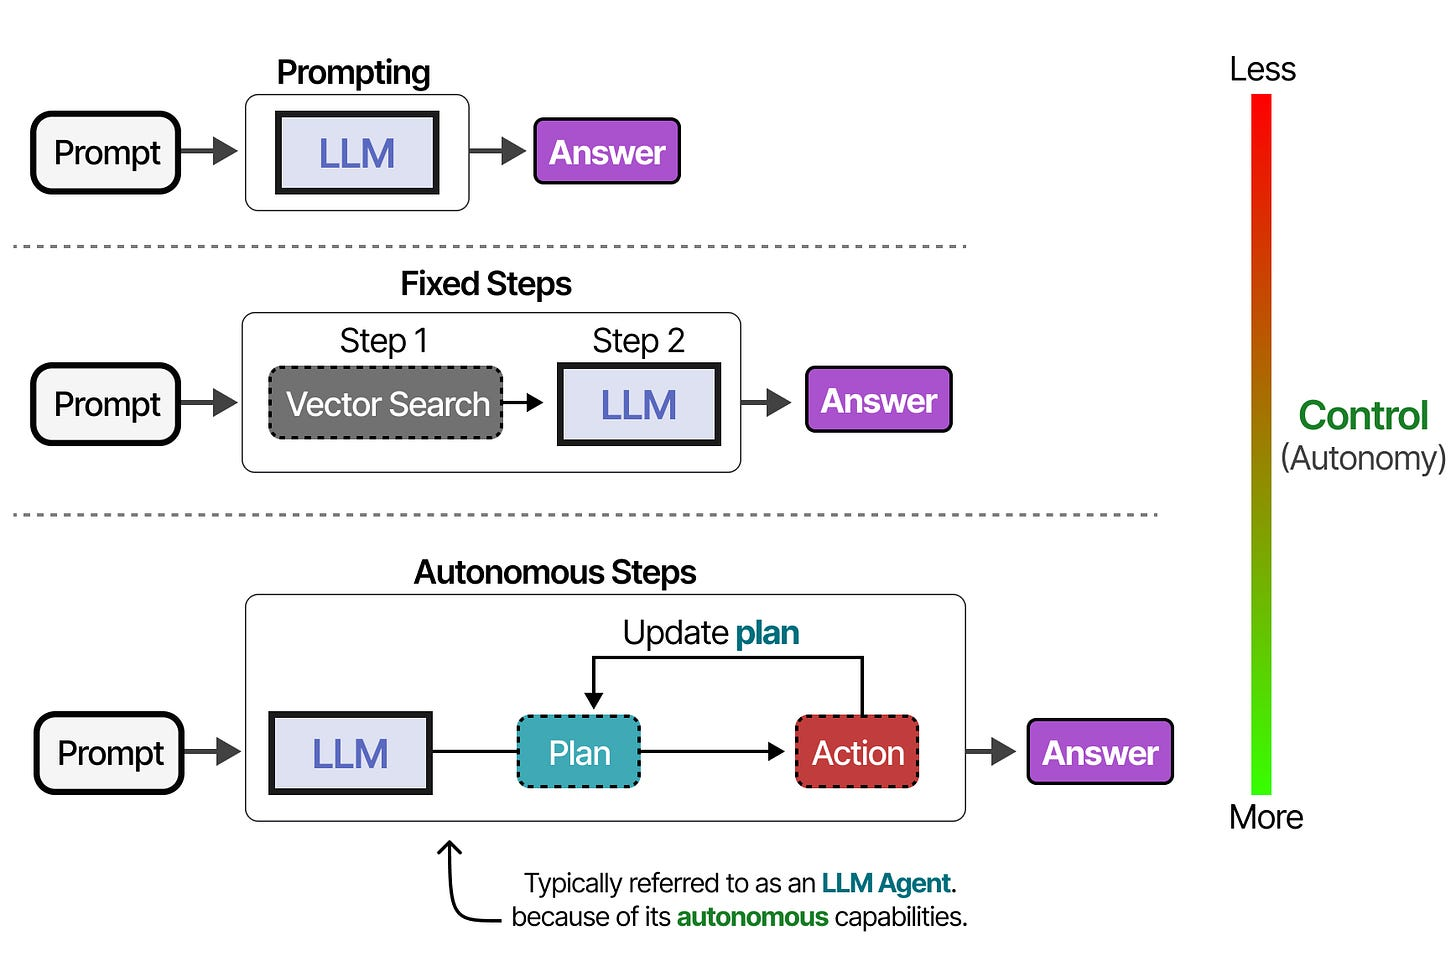 Prompting
Prompt
LLM
Answer
Fixed Steps
Step 1
Step 2
Prompt
Vector Search
LLM
Answer
Autonomous Steps
Update plan
Prompt
LLM
Plan
Action
Answer
Typically referred to as an LLM Agent.
because of its autonomous capabilities.
Less
Control
(Autonomy)
More